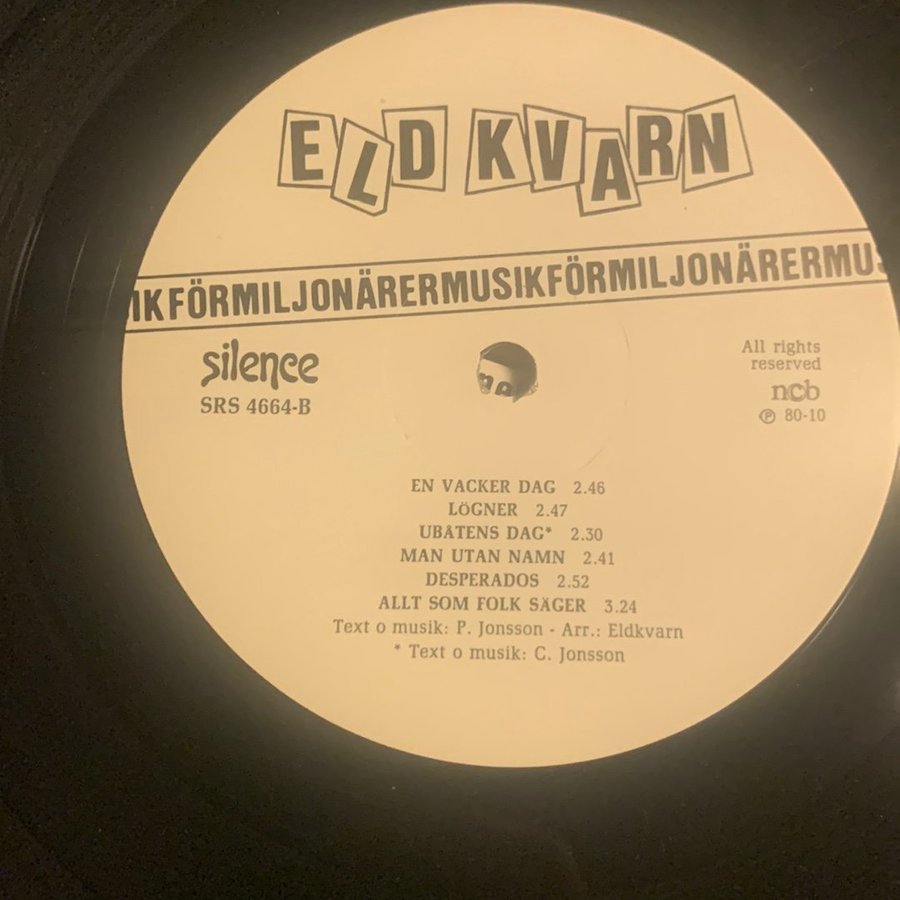 ELD KVARN
IKFÖRMILJONÄRERMUSIKFÖRMILJONÄRERMUS
silence
SRS 4664-B
All rights
reserved
ncb
℗ 80-10
EN VACKER DAG 2.46
LÖGNER 2.47
UBÅTENS DAG* 2.30
MAN UTAN NAMN 2.41
DESPERADOS 2.52
ALLT SOM FOLK SÄGER 3.24
Text o musik: P. Jonsson - Arr.: Eldkvarn
* Text o musik: C. Jonsson